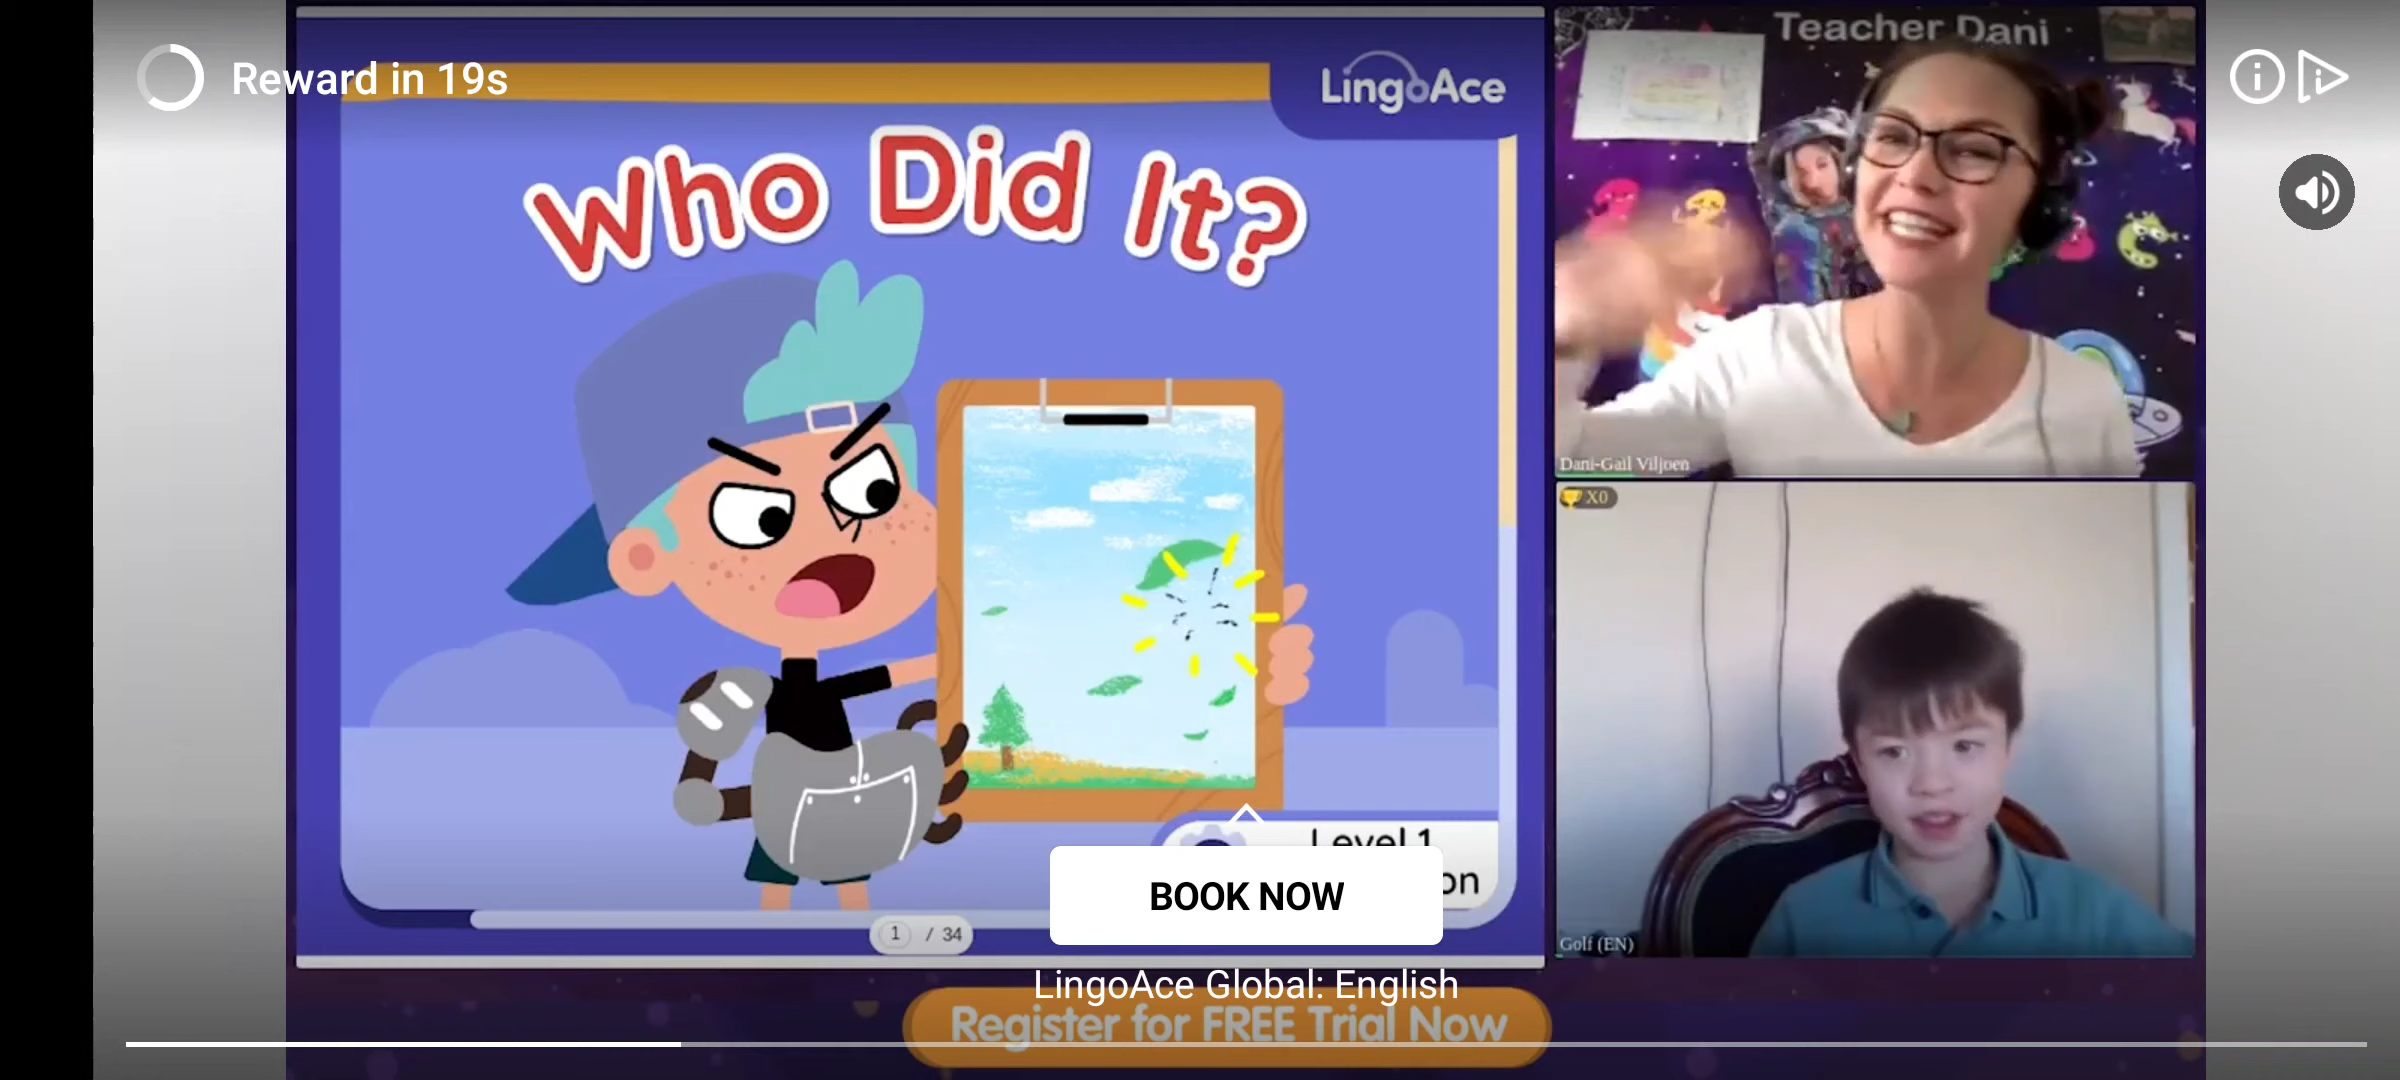 Reward in 19s
LingoAce
Who Did It?
Level 1
on
1 / 34
BOOK NOW
LingoAce Global: English
Register for FREE Trial Now
Teacher Dani
Dani-Gail Viljoen
X0
Golf (EN)